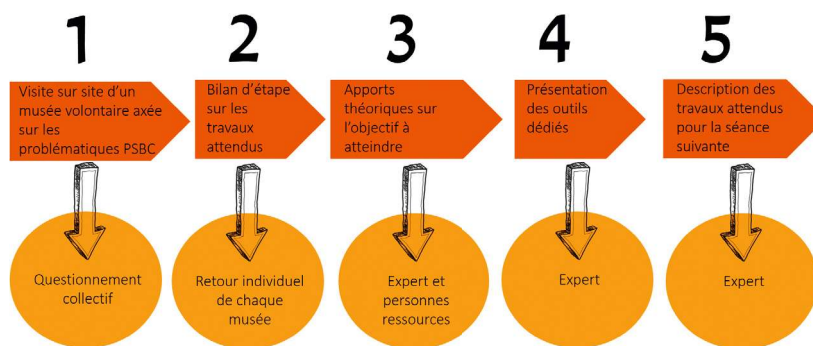 1
Visite sur site d’un
musée volontaire axée
sur les
problématiques PSBC
Questionnement
collectif
2
Bilan d’étape
sur les
travaux
attendus
Retour individuel
de chaque
musée
3
Apports
théoriques sur
l’objectif à
atteindre
Expert et
personnes
ressources
4
Présentation
des outils
dédiés
Expert
5
Description des
travaux attendus
pour la séance
suivante
Expert